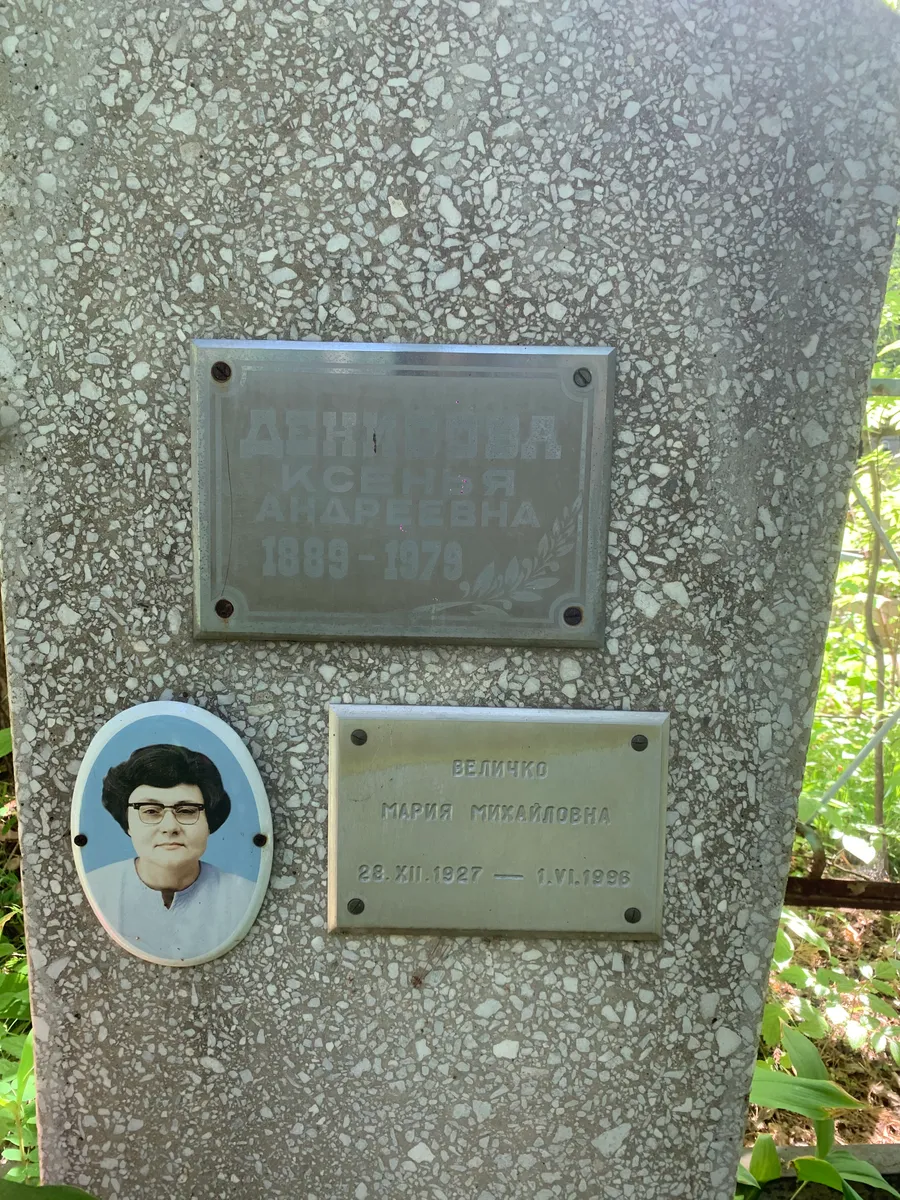 ДЕНИСОВА
КСЕНЬЯ
АНДРЕЕВНА
1889 - 1979
ВЕЛИЧКО
МАРИЯ МИХАЙЛОВНА
28.XII.1927 — 1.VI.1996